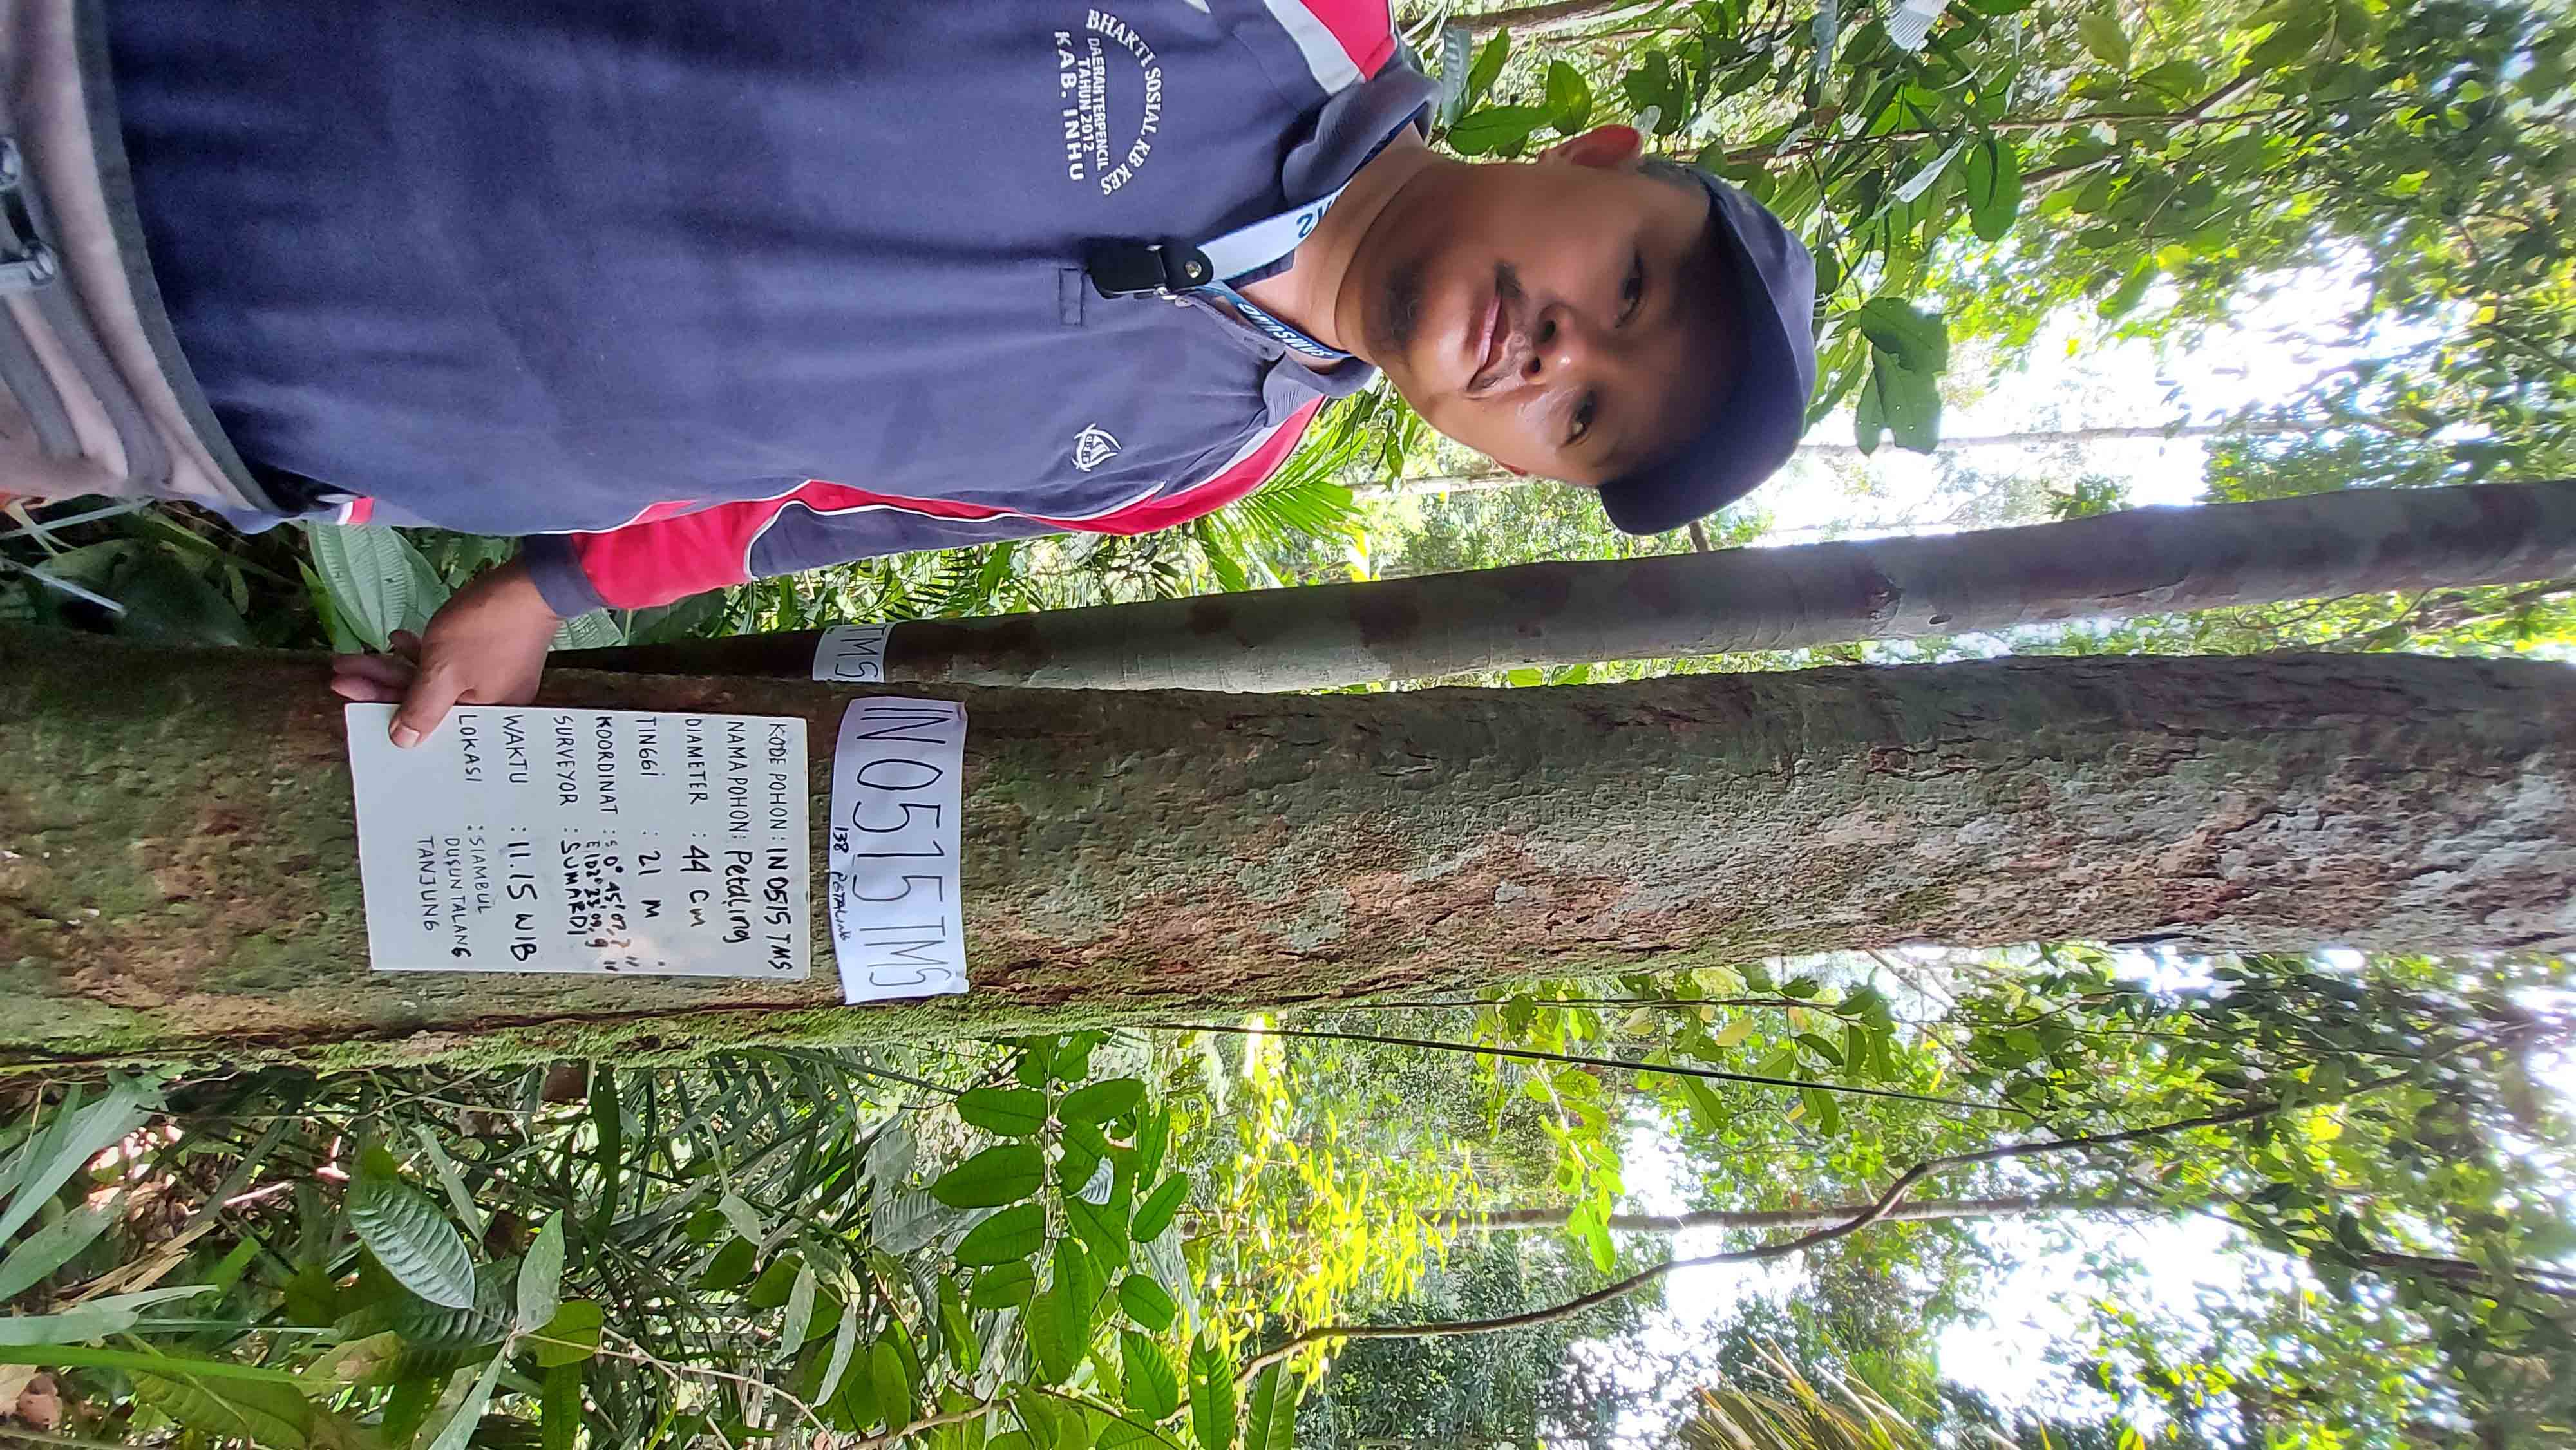 BHAKTI SOSIAL KB KES
DAERAH TERPENCIL
TAHUN 2012
KAB. INHU
SAMSUNG
TMS
IN0515TMS
138 PETALING
KODE POHON : IN 0515 TMS
NAMA POHON : Petaling
DIAMETER : 44 Cm
TINGGI : 21 M
KOORDINAT : S 0° 45' 07, 2 "
E 102° 23' 09, 9 "
SURVEYOR : SUMARDI
WAKTU : 11.15 WIB
LOKASI : SIAMBUL
DUSUN TALANG
TANJUNG